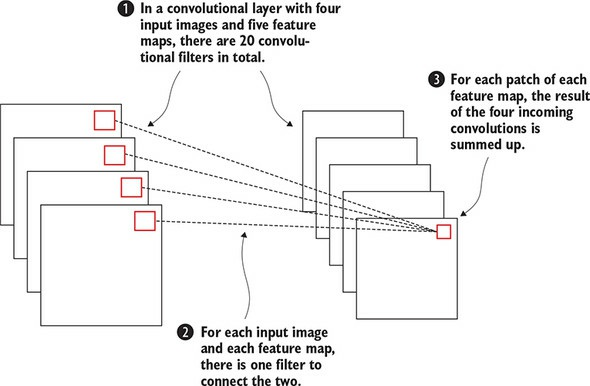 1 In a convolutional layer with four
input images and five feature
maps, there are 20 convolu-
tional filters in total.
3 For each patch of each
feature map, the result
of the four incoming
convolutions is
summed up.
2 For each input image
and each feature map,
there is one filter to
connect the two.